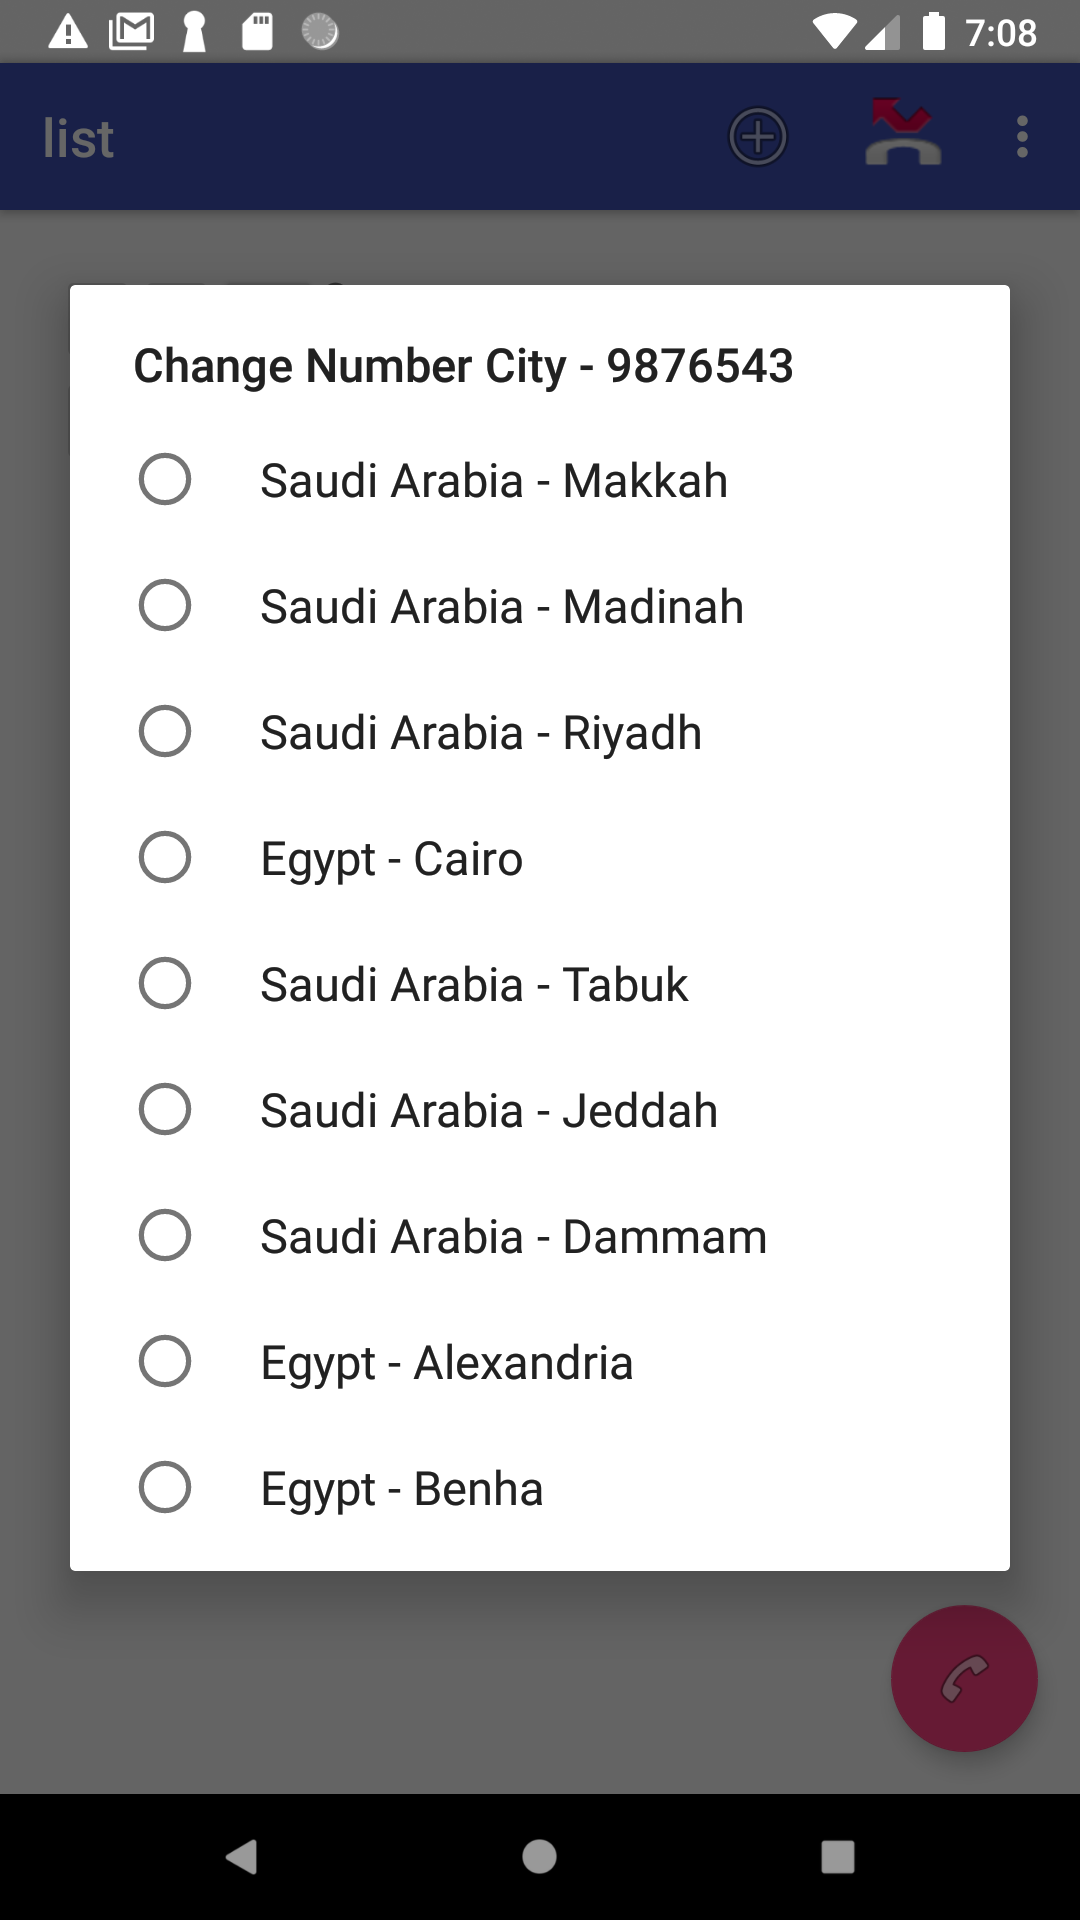 7:08
list
Change Number City - 9876543
Saudi Arabia - Makkah
Saudi Arabia - Madinah
Saudi Arabia - Riyadh
Egypt - Cairo
Saudi Arabia - Tabuk
Saudi Arabia - Jeddah
Saudi Arabia - Dammam
Egypt - Alexandria
Egypt - Benha